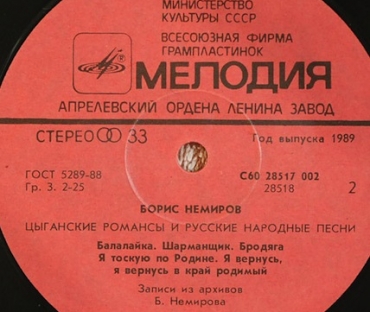 МИНИСТЕРСТВО
КУЛЬТУРЫ СССР
ВСЕСОЮЗНАЯ ФИРМА
ГРАМПЛАСТИНОК
МЕЛОДИЯ
АПРЕЛЕВСКИЙ ОРДЕНА ЛЕНИНА ЗАВОД
СТЕРЕО 33
Год выпуска 1989
ГОСТ 5289-88
С60 28517 002
Гр. 3. 2-25
28518
2
БОРИС НЕМИРОВ
ЦЫГАНСКИЕ РОМАНСЫ И РУССКИЕ НАРОДНЫЕ ПЕСНИ
Балалайка. Шарманщик. Бродяга
Я тоскую по Родине. Я вернусь,
я вернусь в край родимый
Записи из архивов
Б. Немирова